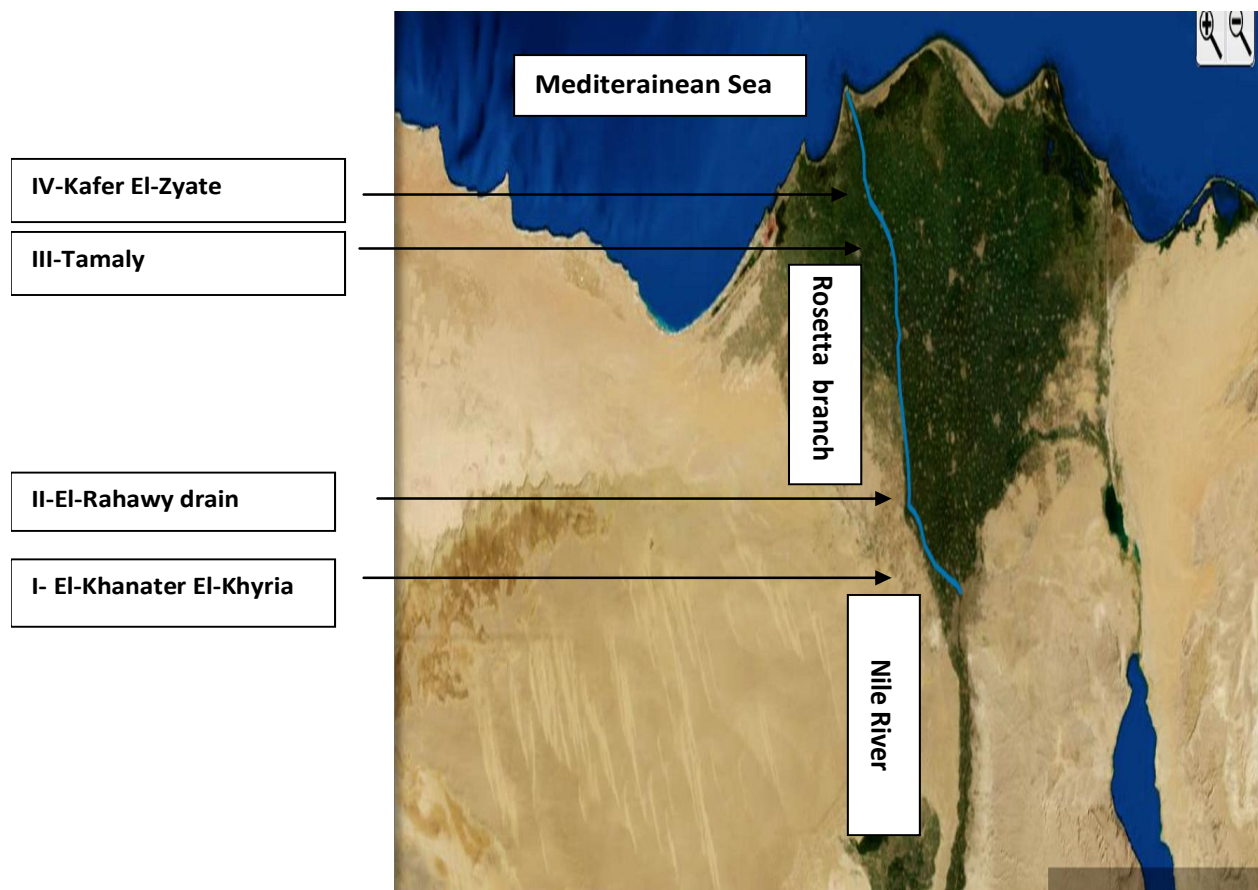 Mediterainean Sea
IV-Kafer El-Zyate
III-Tamaly
Rosetta branch
II-El-Rahawy drain
I- El-Khanater El-Khyria
Nile River